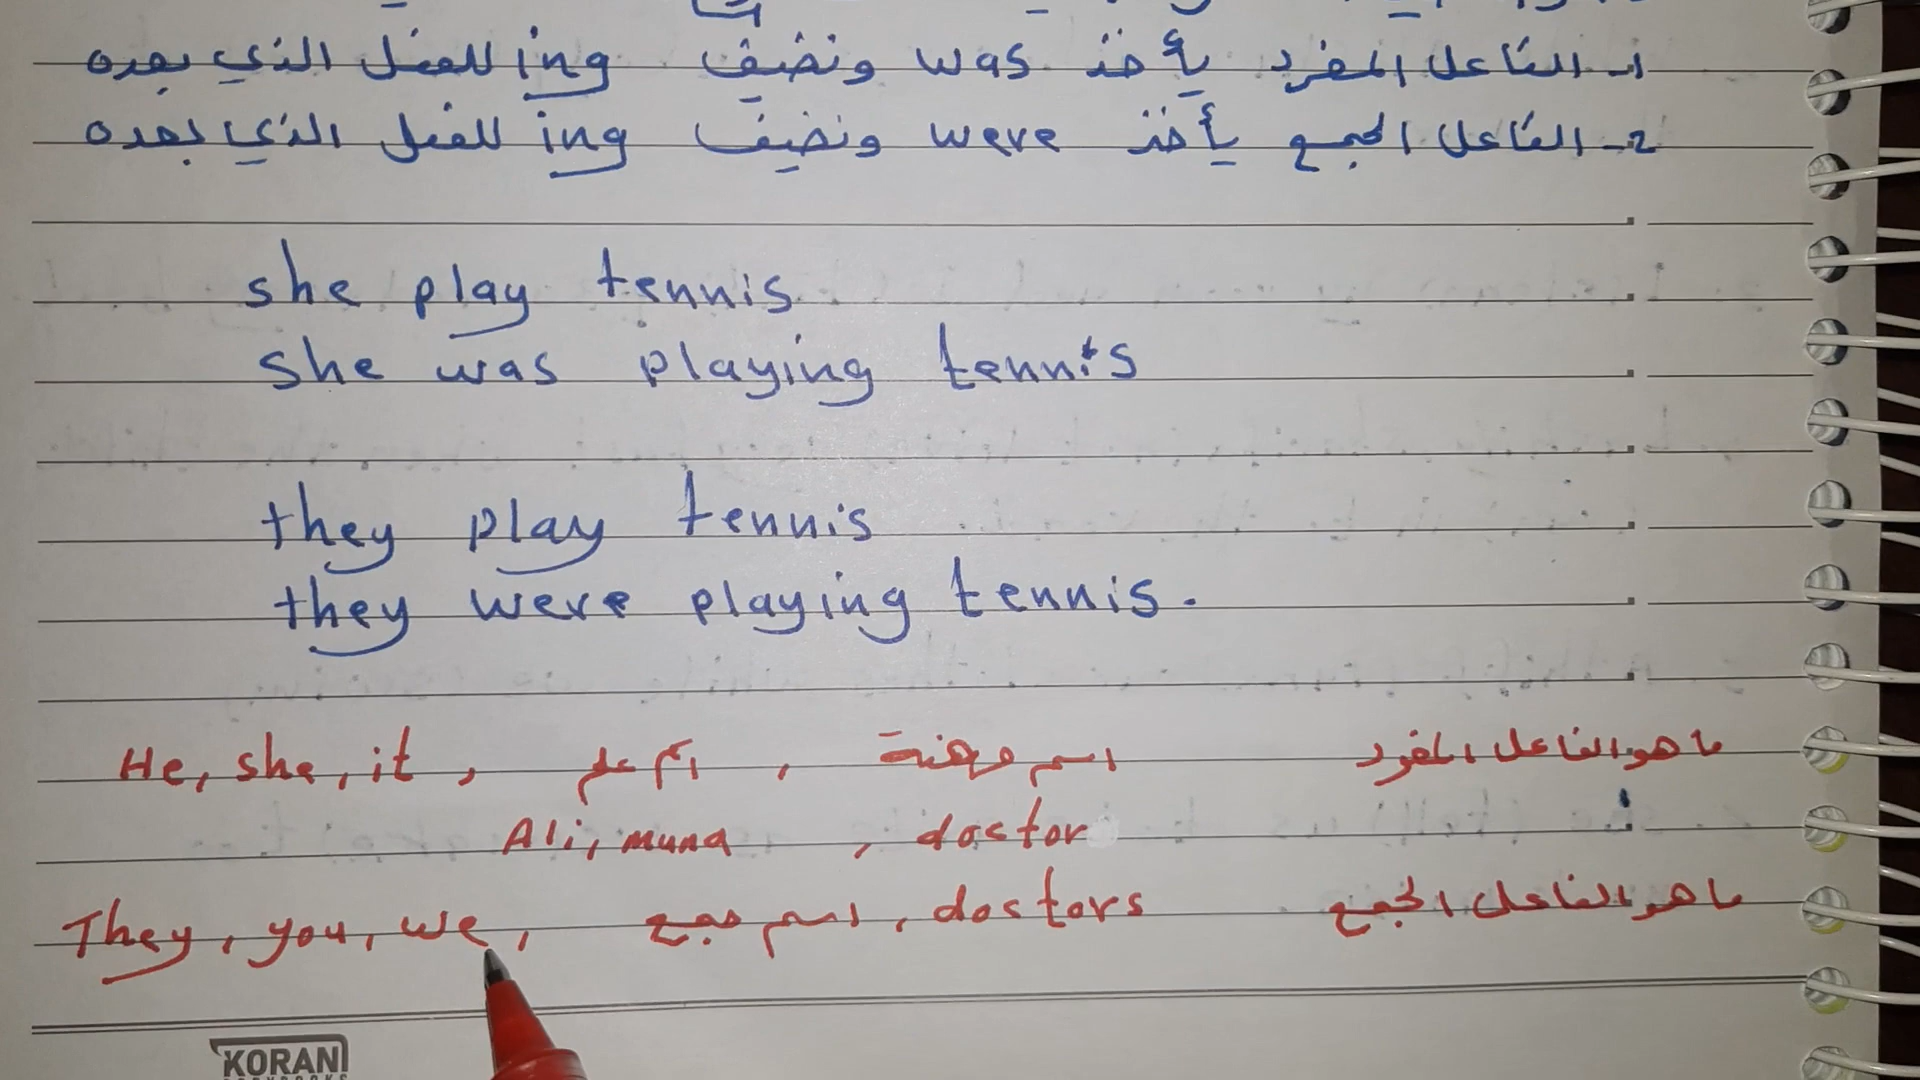 1- الفاعل المفرد يأخذ was ونضيف ing للفعل الذي بعده
2- الفاعل الجمع يأخذ were ونضيف ing للفعل الذي بعده
she play tennis
she was playing tennis
they play tennis
they were playing tennis.
ما هو الفاعل المفرد اسم مهنة , اسم علم , He, she, it
Ali, muna , doctor
ما هو الفاعل الجمع doctors , اسم جمع , They, you, we
KORAN